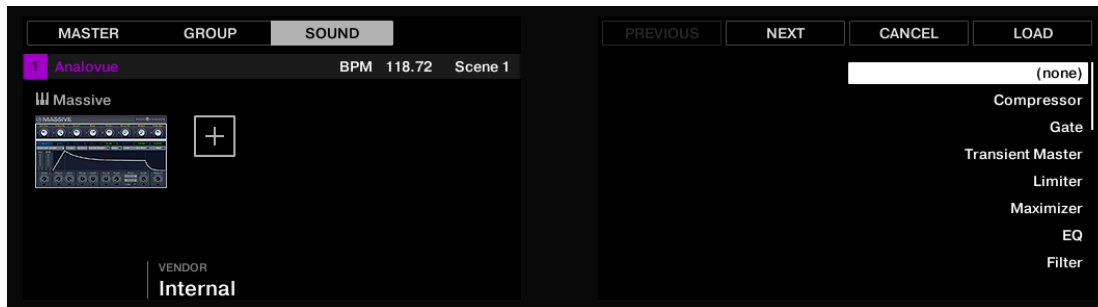 MASTER GROUP SOUND
1 Analovue BPM 118.72 Scene 1
Massive
MASSIVE
VENDOR
Internal
PREVIOUS NEXT CANCEL LOAD
(none)
Compressor
Gate
Transient Master
Limiter
Maximizer
EQ
Filter